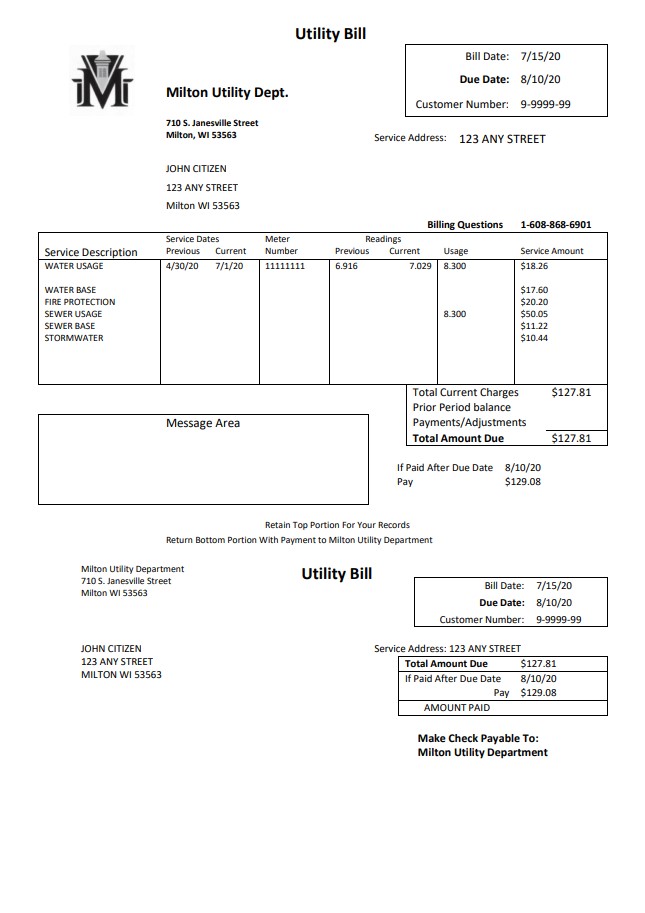 Utility Bill
Bill Date: 7/15/20
Due Date: 8/10/20
Customer Number: 9-9999-99
M
Milton Utility Dept.
710 S. Janesville Street
Milton, WI 53563
Service Address: 123 ANY STREET
JOHN CITIZEN
123 ANY STREET
Milton WI 53563
Billing Questions 1-608-868-6901
Service Dates Meter Readings
Service Description Previous Current Number Previous Current Usage Service Amount
WATER USAGE 4/30/20 7/1/20 11111111 6.916 7.029 8.300 $18.26
WATER BASE $17.60
FIRE PROTECTION $20.20
SEWER USAGE 8.300 $50.05
SEWER BASE $11.22
STORMWATER $10.44
Total Current Charges $127.81
Prior Period balance
Payments/Adjustments
Total Amount Due $127.81
Message Area
If Paid After Due Date 8/10/20
Pay $129.08
Retain Top Portion For Your Records
Return Bottom Portion With Payment to Milton Utility Department
Milton Utility Department
710 S. Janesville Street
Milton WI 53563
Utility Bill
Bill Date: 7/15/20
Due Date: 8/10/20
Customer Number: 9-9999-99
JOHN CITIZEN
123 ANY STREET
MILTON WI 53563
Service Address: 123 ANY STREET
Total Amount Due $127.81
If Paid After Due Date 8/10/20
Pay $129.08
AMOUNT PAID
Make Check Payable To:
Milton Utility Department